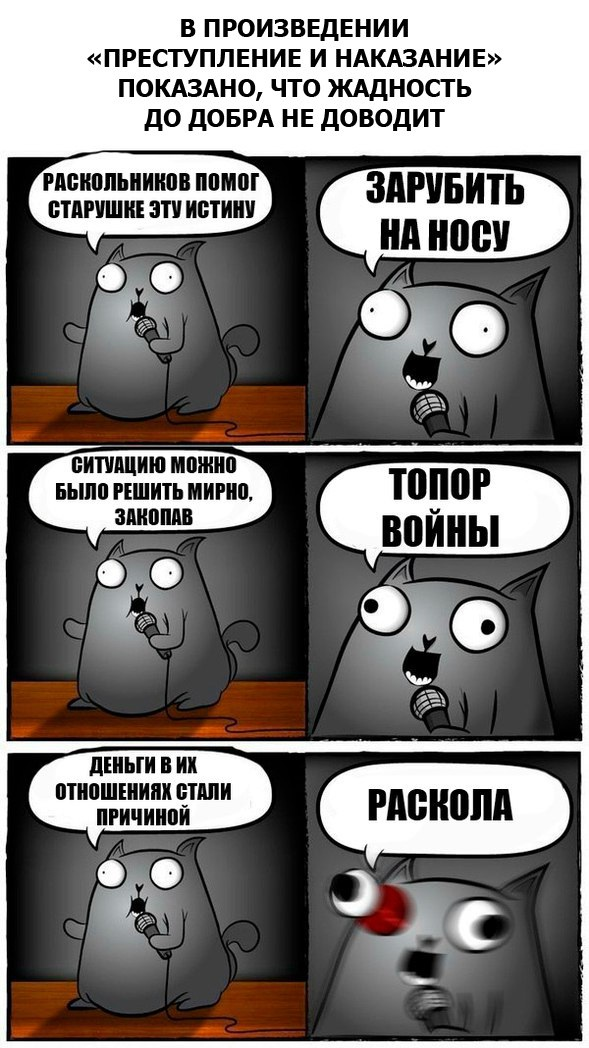 В ПРОИЗВЕДЕНИИ
«ПРЕСТУПЛЕНИЕ И НАКАЗАНИЕ»
ПОКАЗАНО, ЧТО ЖАДНОСТЬ
ДО ДОБРА НЕ ДОВОДИТ
РАСКОЛЬНИКОВ ПОМОГ
СТАРУШКЕ ЭТУ ИСТИНУ
ЗАРУБИТЬ
НА НОСУ
СИТУАЦИЮ МОЖНО
БЫЛО РЕШИТЬ МИРНО,
ЗАКОПАВ
ТОПОР
ВОЙНЫ
ДЕНЬГИ В ИХ
ОТНОШЕНИЯХ СТАЛИ
ПРИЧИНОЙ
РАСКОЛА